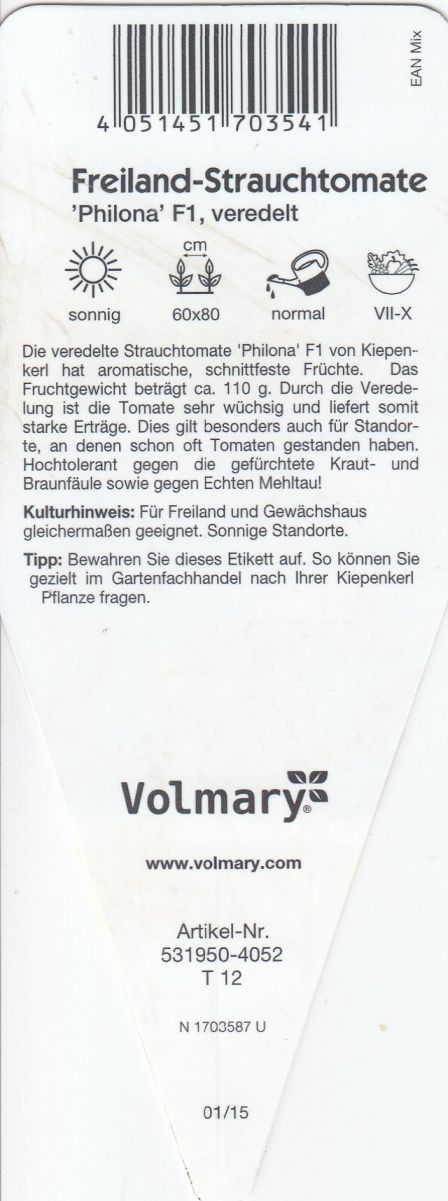 EAN Mix
4 051451 703541
Freiland-Strauchtomate
'Philona' F1, veredelt
cm
sonnig 60x80 normal VII-X
Die veredelte Strauchtomate 'Philona' F1 von Kiepen-
kerl hat aromatische, schnittfeste Früchte. Das
Fruchtgewicht beträgt ca. 110 g. Durch die Verede-
lung ist die Tomate sehr wüchsig und liefert somit
starke Erträge. Dies gilt besonders auch für Standor-
te, an denen schon oft Tomaten gestanden haben.
Hochtolerant gegen die gefürchtete Kraut- und
Braunfäule sowie gegen Echten Mehltau!
Kulturhinweis: Für Freiland und Gewächshaus
gleichermaßen geeignet. Sonnige Standorte.
Tipp: Bewahren Sie dieses Etikett auf. So können Sie
gezielt im Gartenfachhandel nach Ihrer Kiepenkerl
Pflanze fragen.
Volmary®
www.volmary.com
Artikel-Nr.
531950-4052
T 12
N 1703587 U
01/15